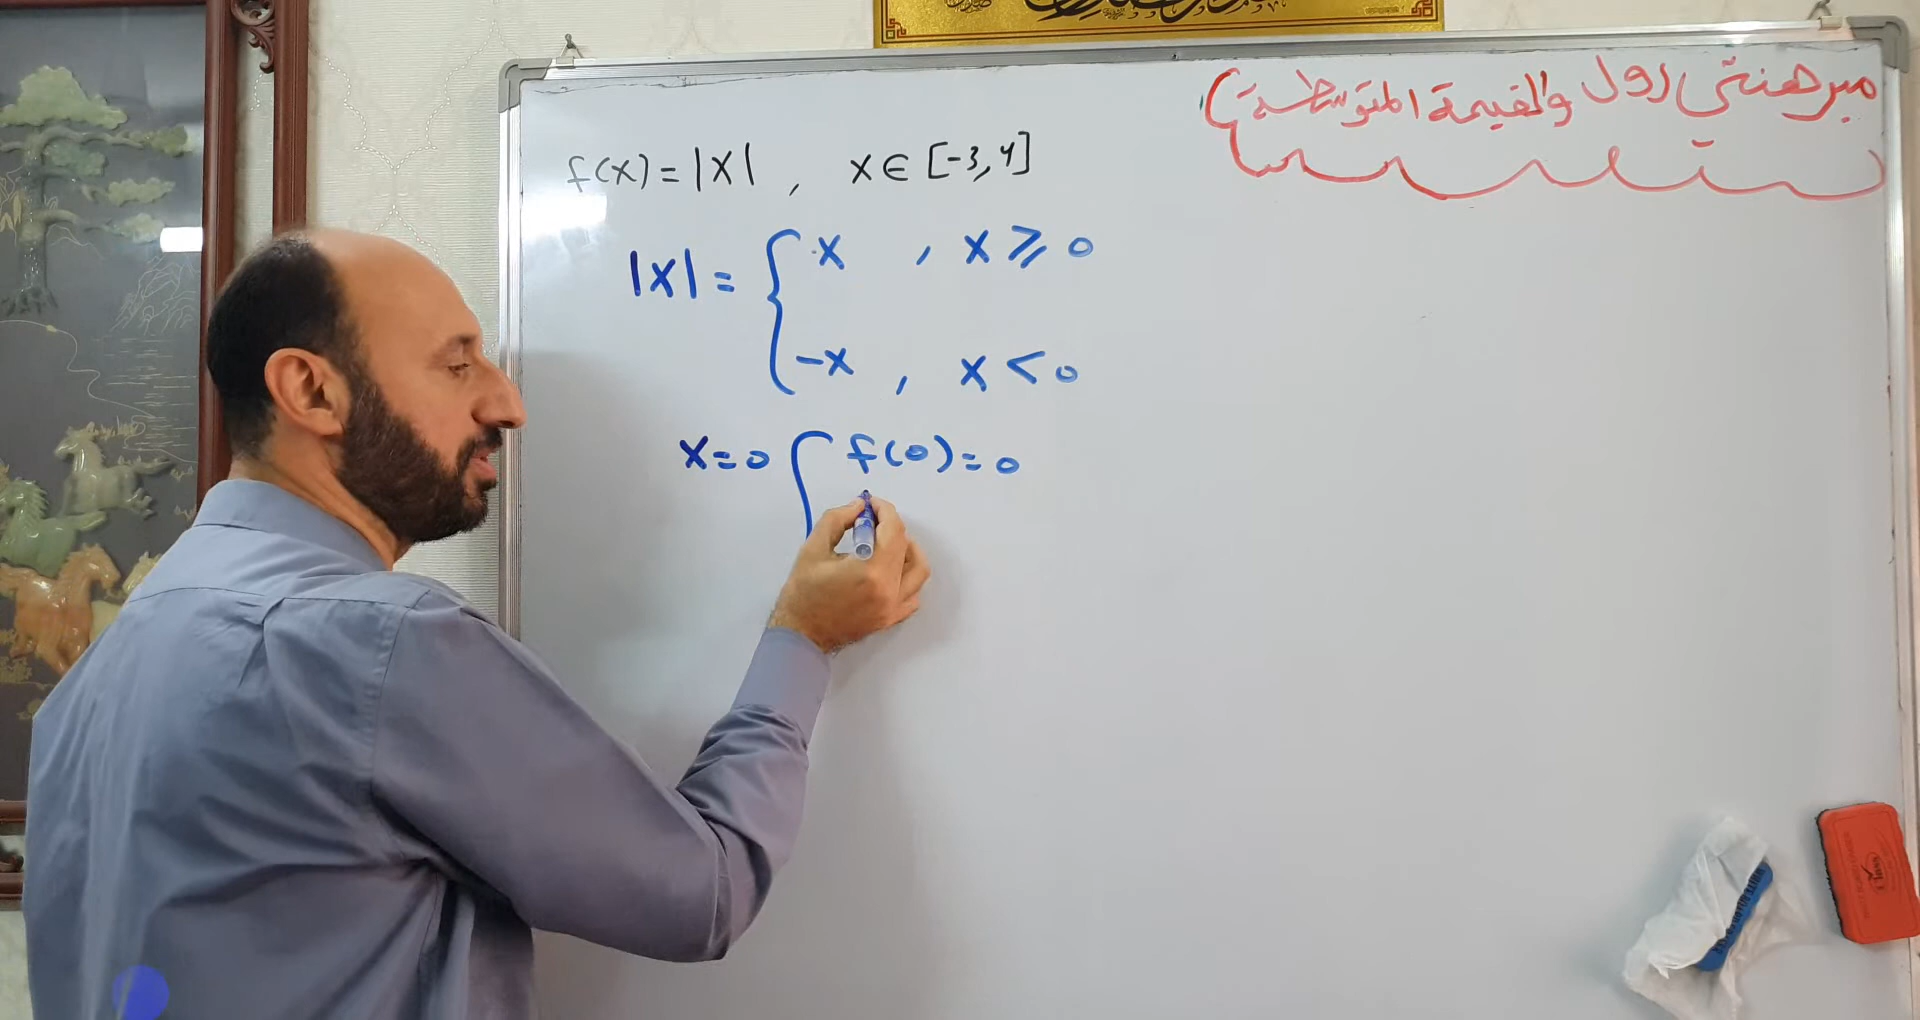 مبرهنتي (رول والقيمة المتوسطة)
f(x)=|x| , x∈[-3,4]
|x|= { x , x⩾0
-x , x<0
x=0 { f(0)=0